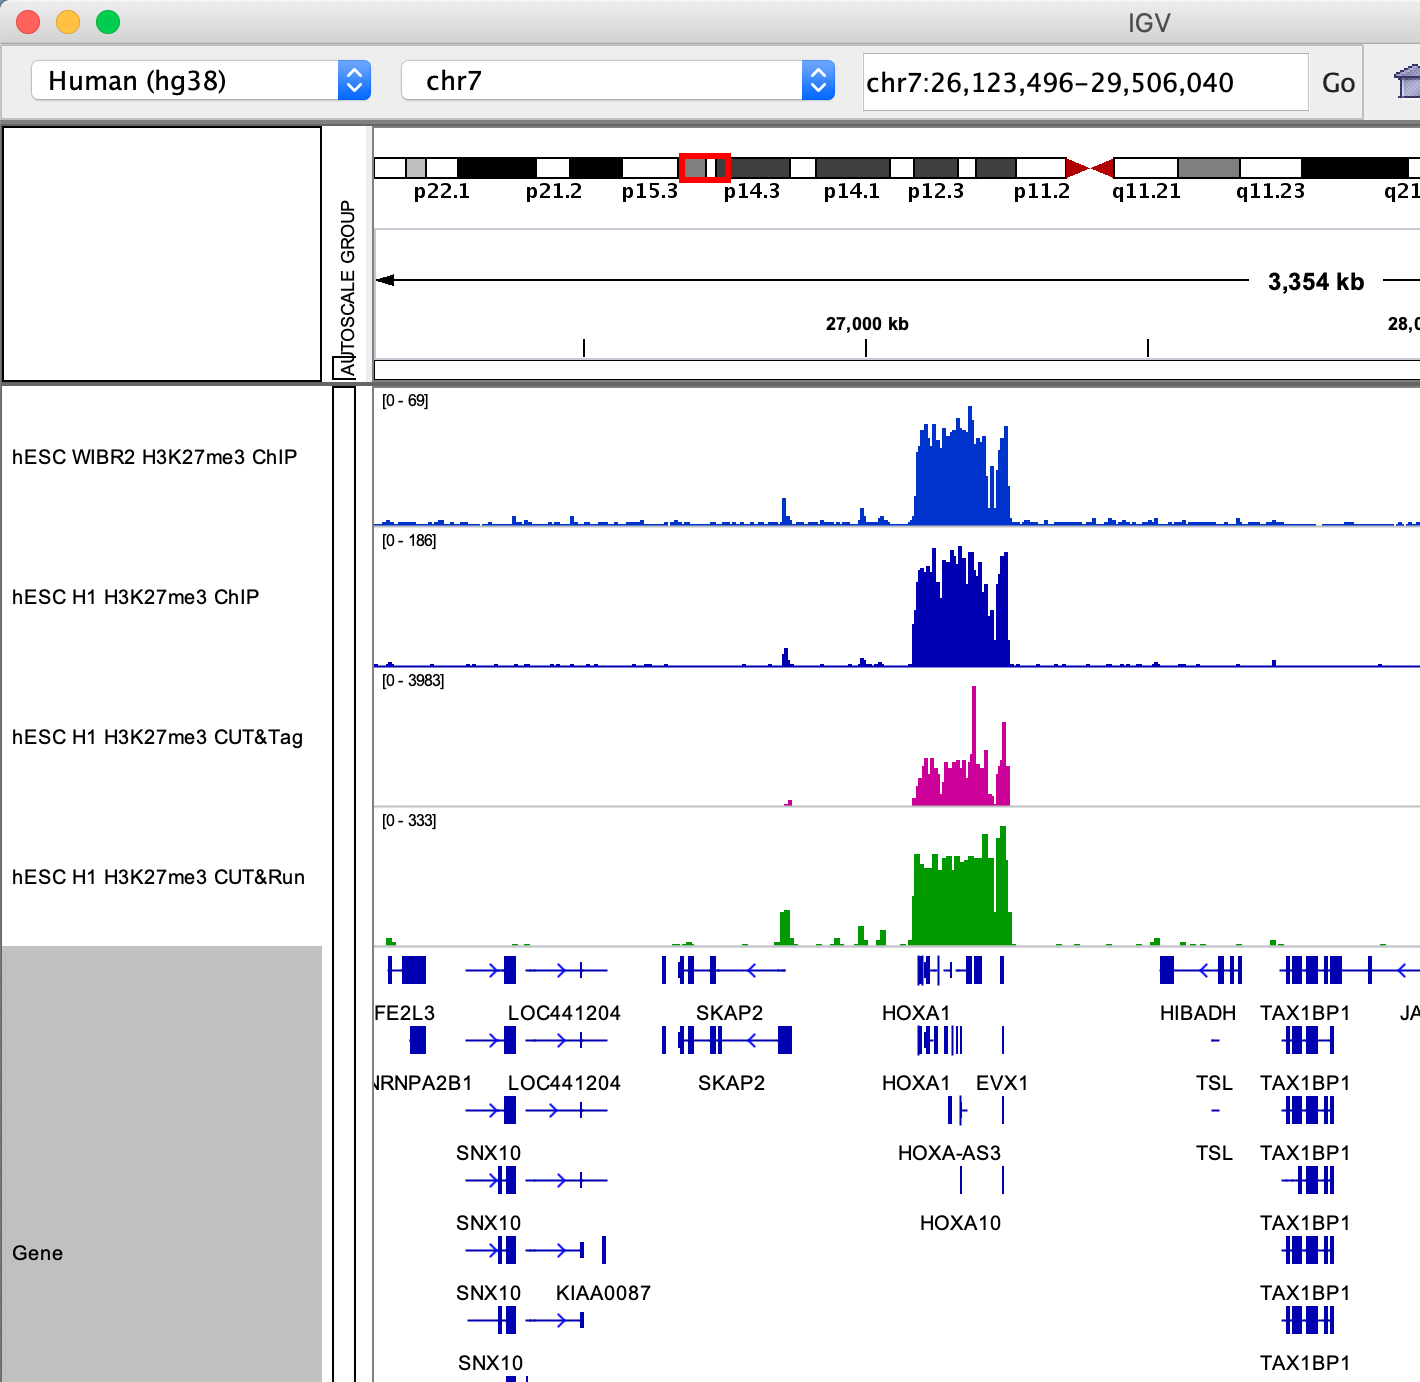 IGV
Human (hg38)
chr7
chr7:26,123,496-29,506,040
Go
AUTOSCALE GROUP
p22.1 p21.2 p15.3 p14.3 p14.1 p12.3 p11.2 q11.21 q11.23 q21
3,354 kb
27,000 kb 28,0
[0 - 69]
hESC WIBR2 H3K27me3 ChIP
[0 - 186]
hESC H1 H3K27me3 ChIP
[0 - 3983]
hESC H1 H3K27me3 CUT&Tag
[0 - 333]
hESC H1 H3K27me3 CUT&Run
FE2L3 LOC441204 SKAP2 HOXA1 HIBADH TAX1BP1 JA
NRNPA2B1 LOC441204 SKAP2 HOXA1 EVX1 TSL TAX1BP1
SNX10 HOXA-AS3 TSL TAX1BP1
SNX10 HOXA10 TAX1BP1
Gene
SNX10 KIAA0087 TAX1BP1
SNX10 TAX1BP1